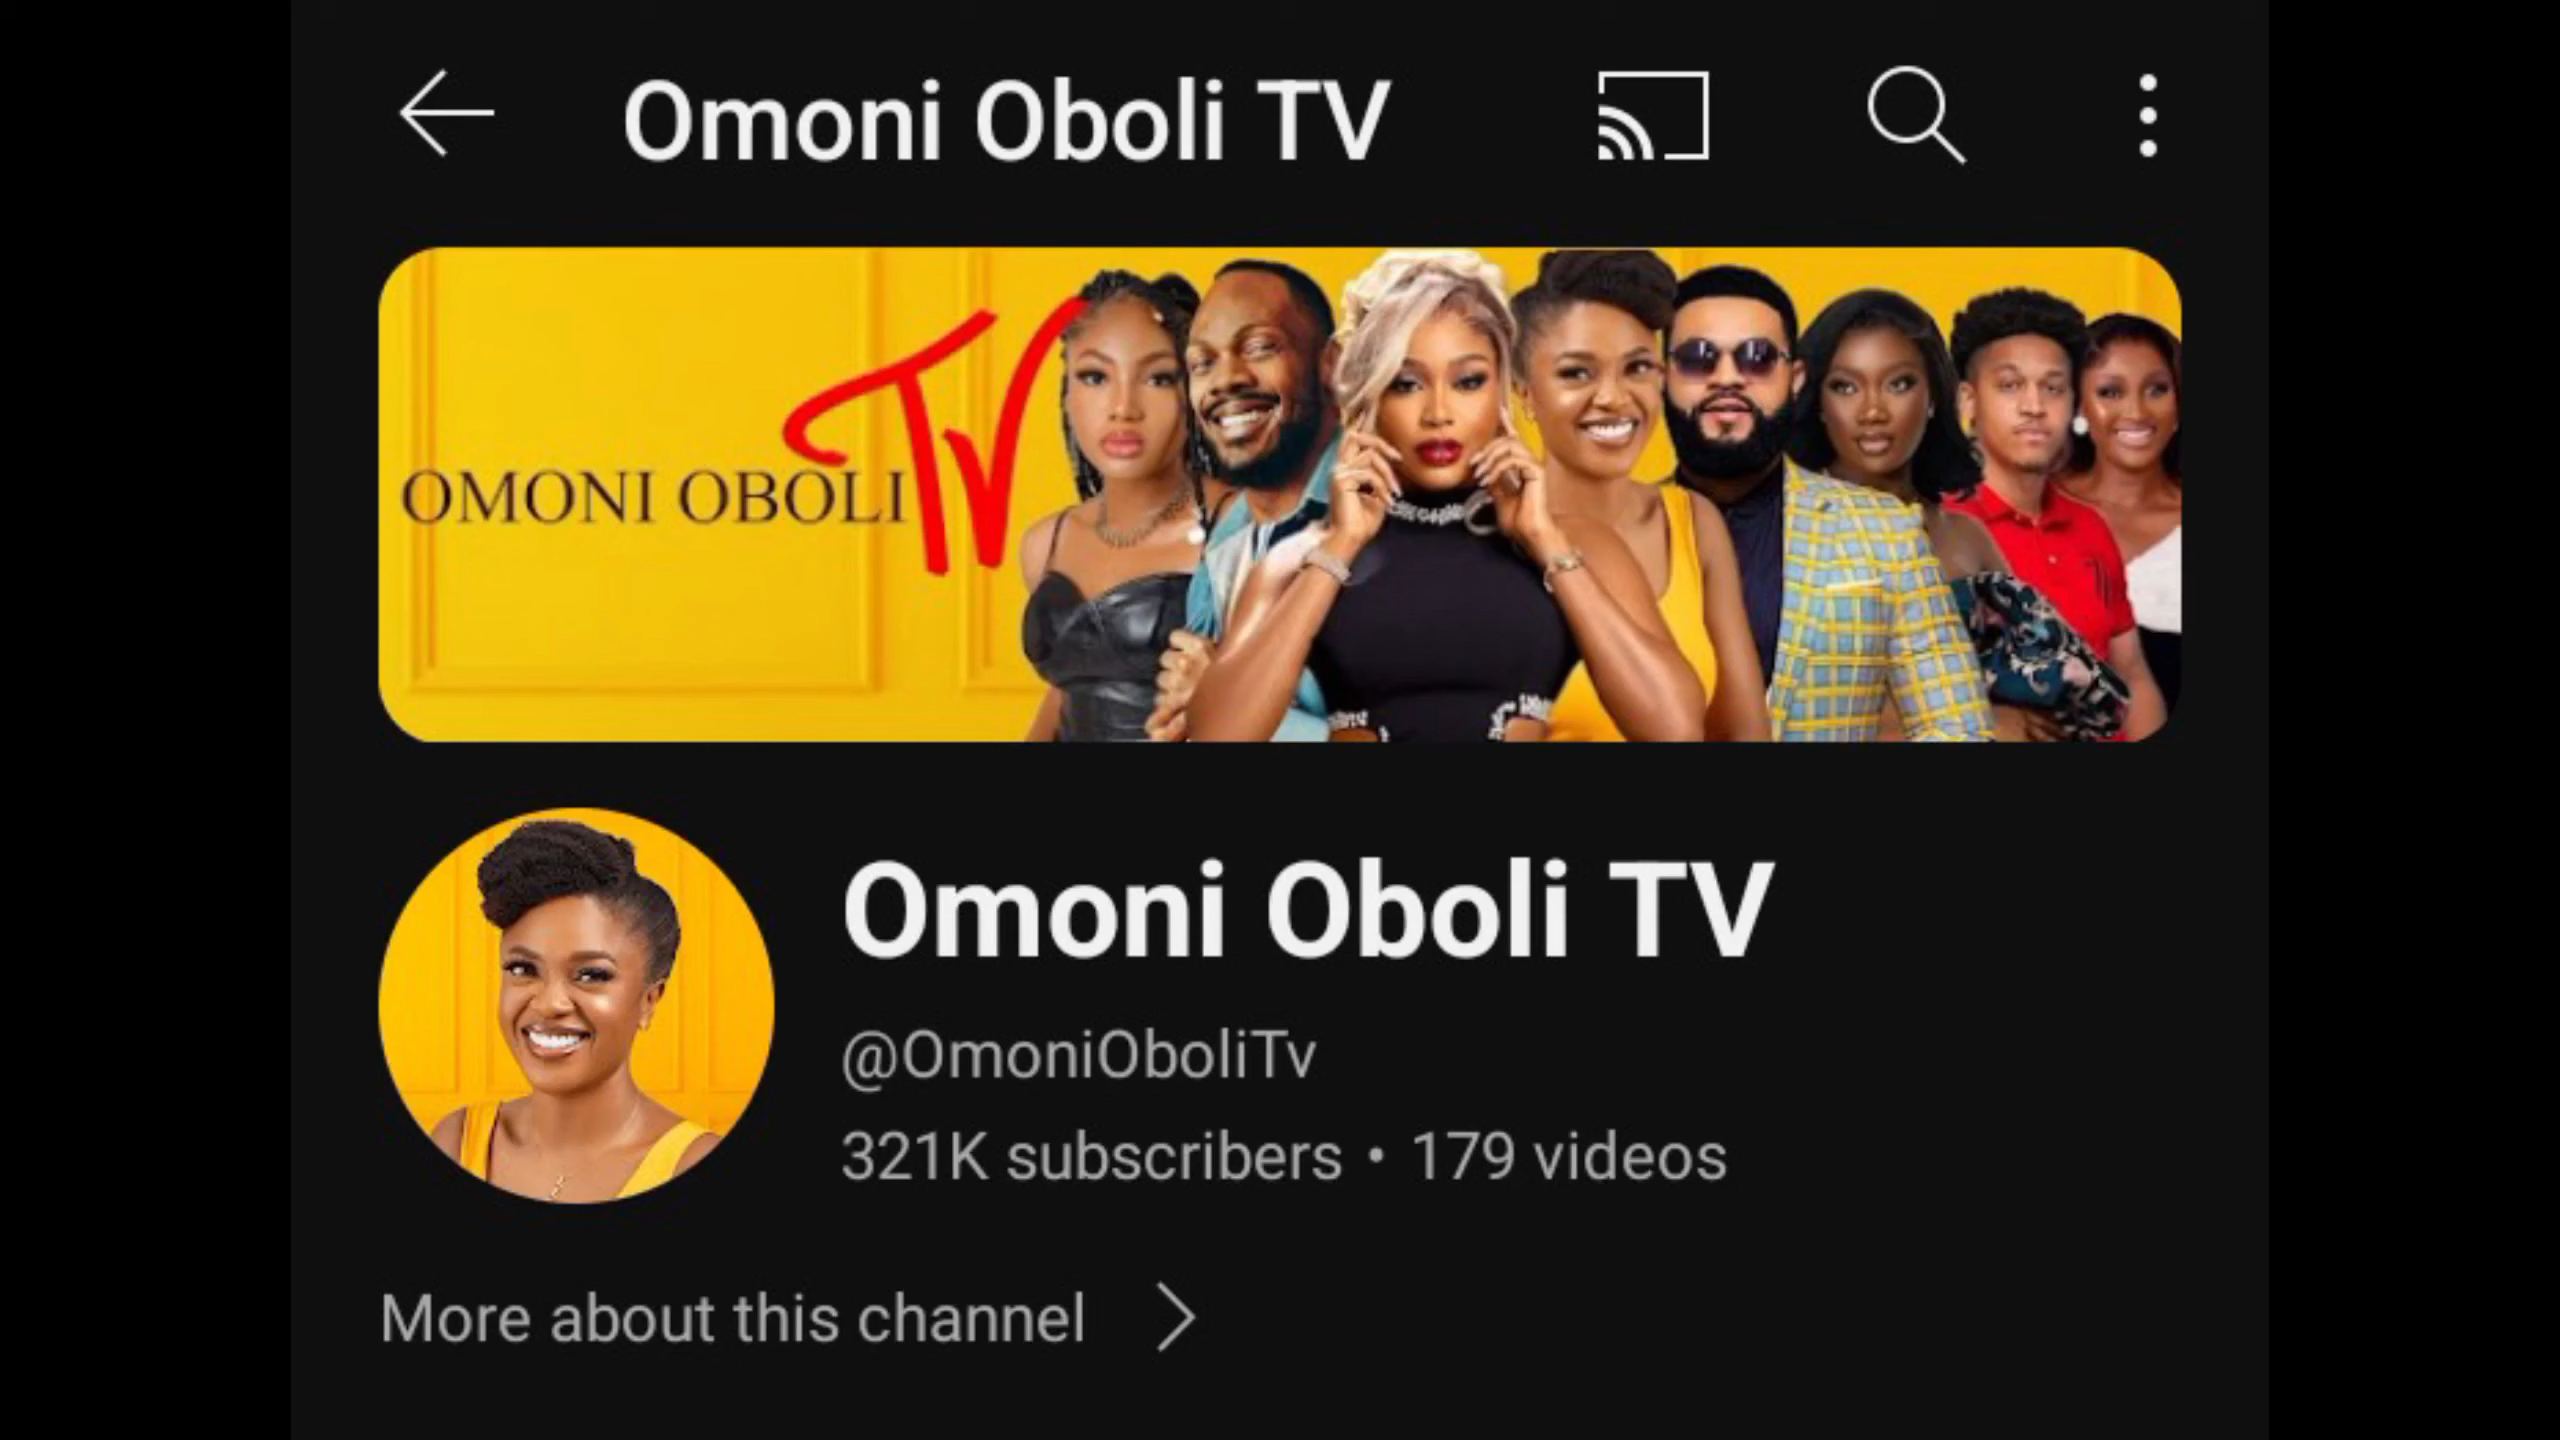 Omoni Oboli TV
OMONI OBOLI TV
Omoni Oboli TV
@OmoniOboliTv
321K subscribers • 179 videos
More about this channel